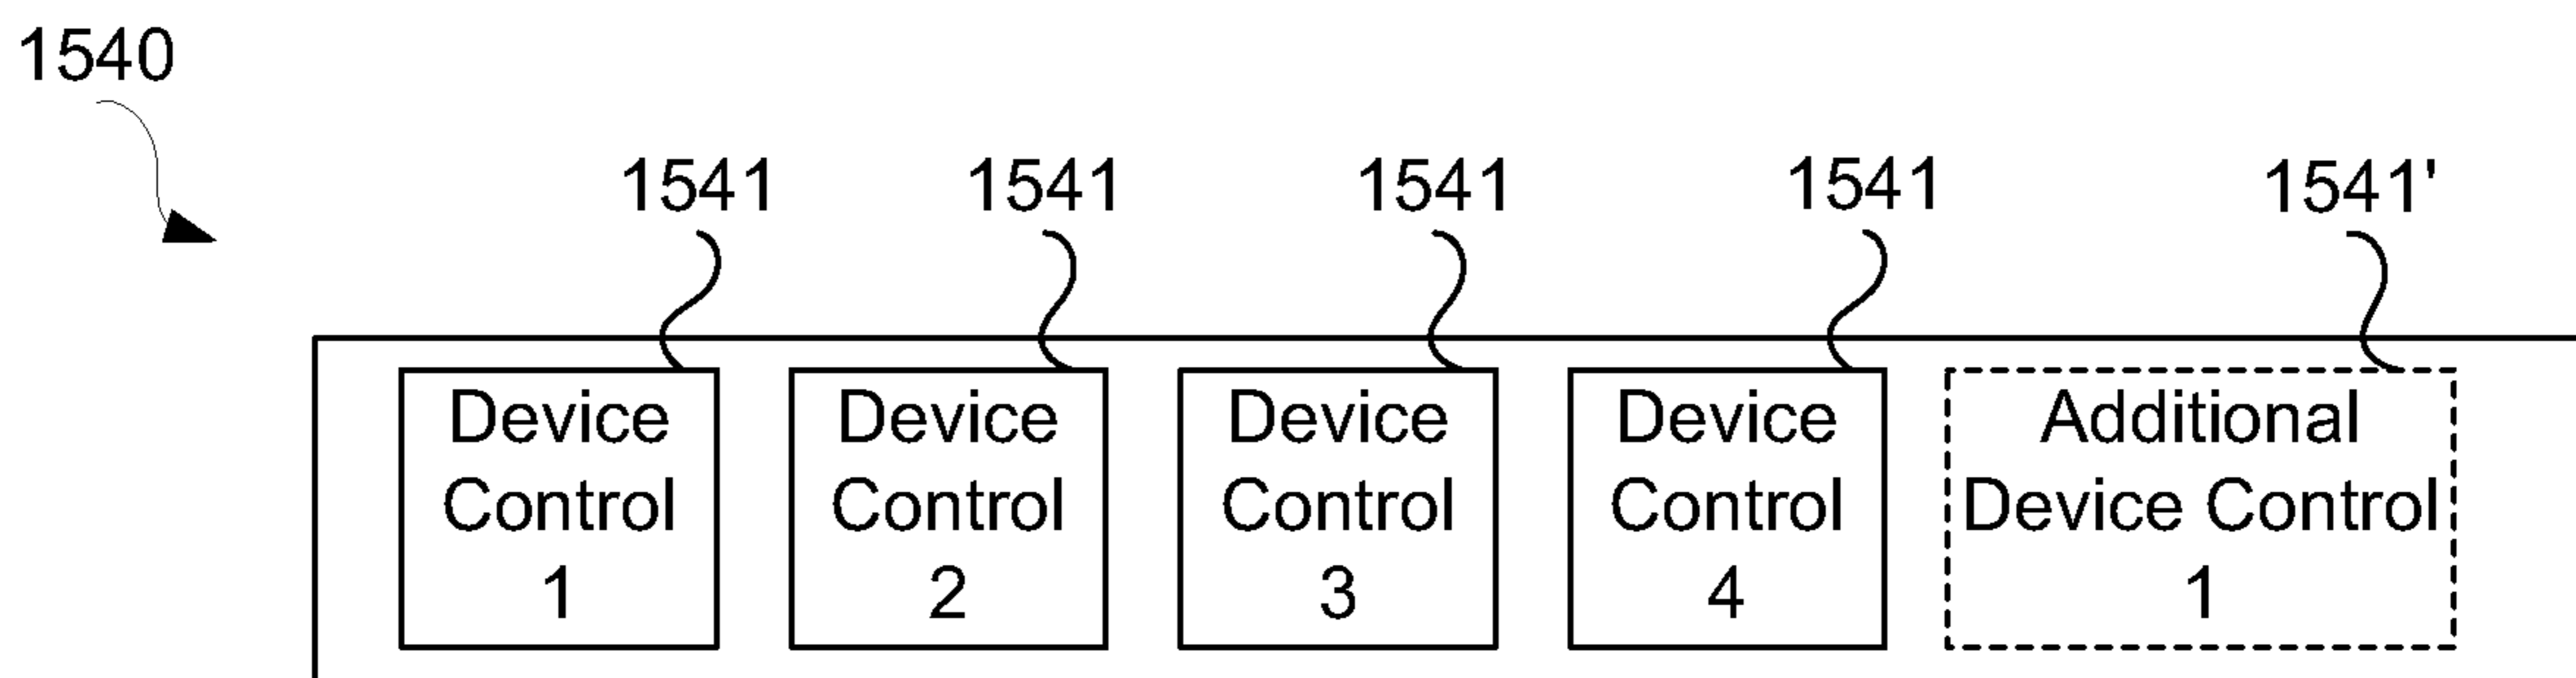 1540
1541
1541
1541
1541
1541'
Device
Control
1
Device
Control
2
Device
Control
3
Device
Control
4
Additional
Device Control
1